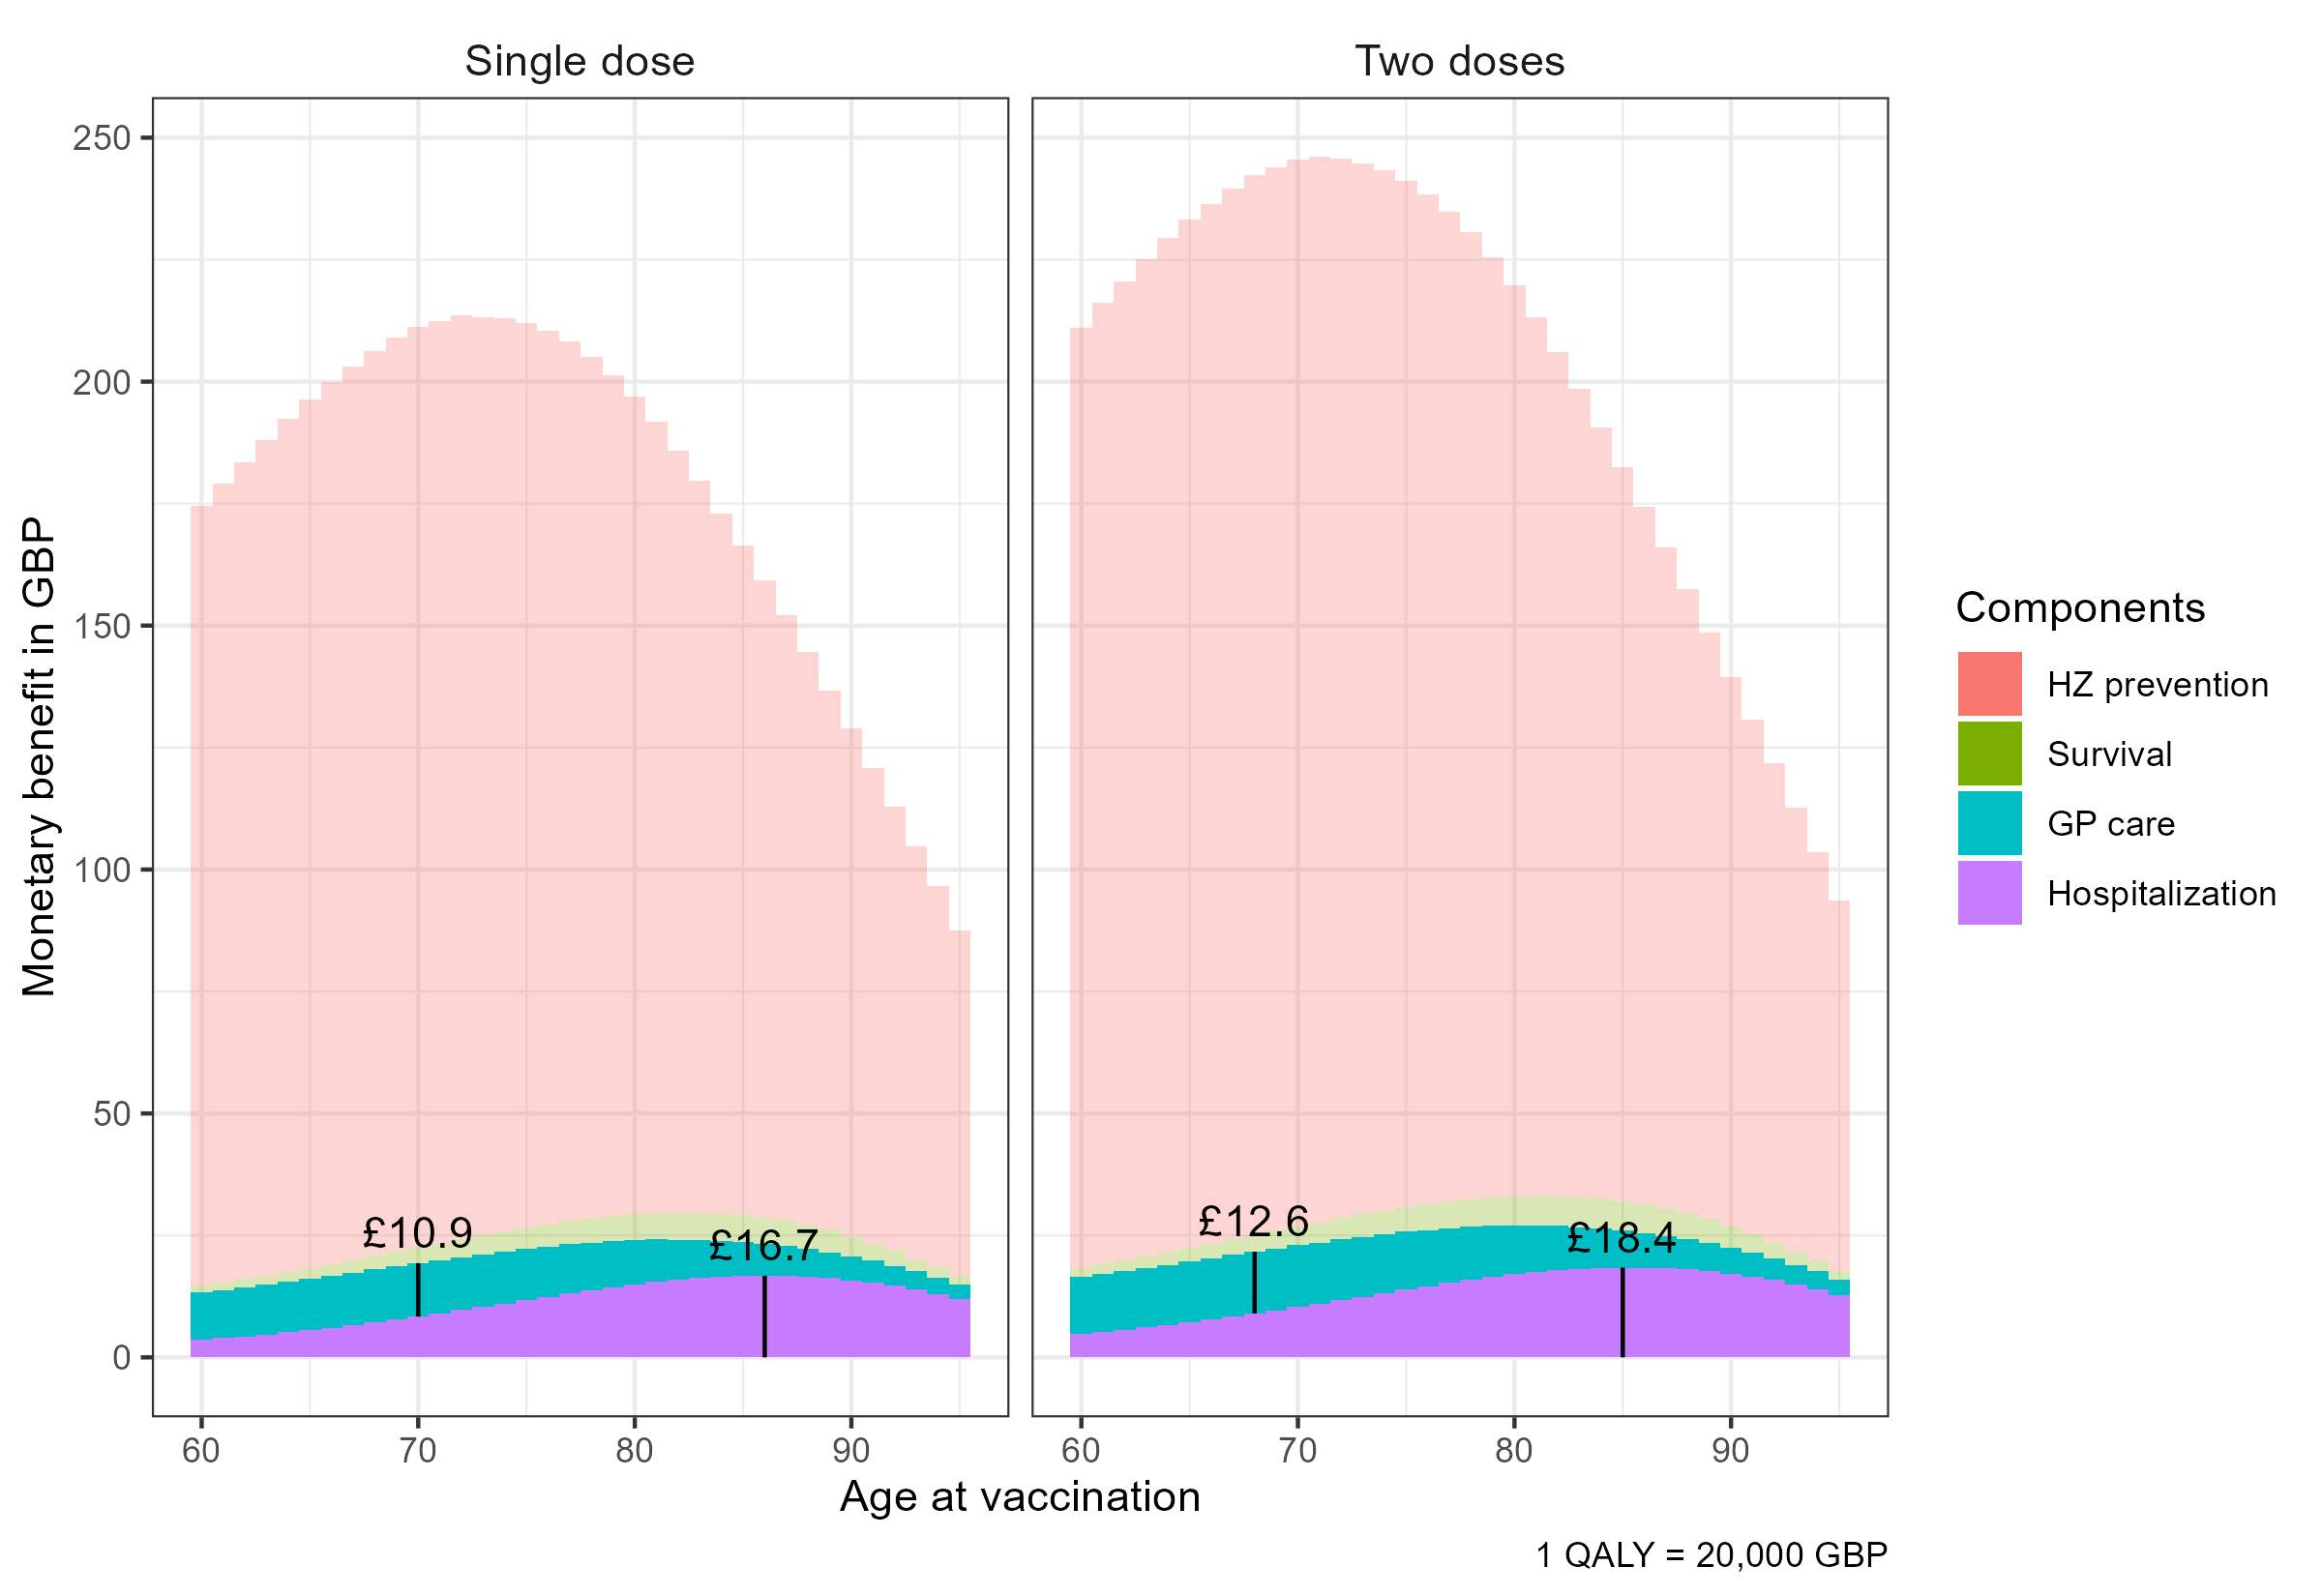 Single dose
Two doses
Monetary benefit in GBP
250
200
150
100
50
0
£10.9
£16.7
£12.6
£18.4
60 70 80 90
60 70 80 90
Age at vaccination
1 QALY = 20,000 GBP
Components
HZ prevention
Survival
GP care
Hospitalization